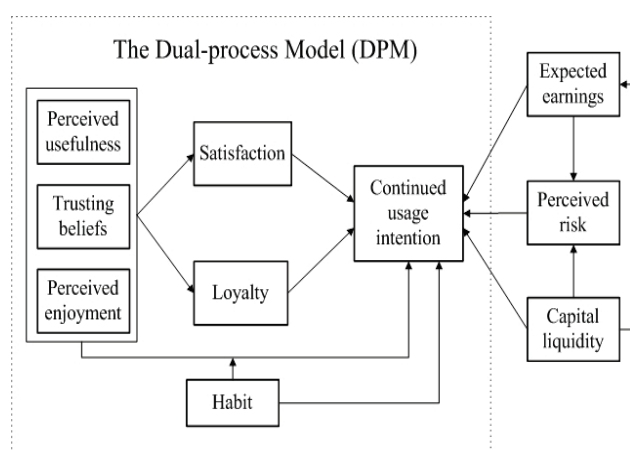 The Dual-process Model (DPM)
Perceived
usefulness
Trusting
beliefs
Perceived
enjoyment
Satisfaction
Loyalty
Habit
Continued
usage
intention
Expected
earnings
Perceived
risk
Capital
liquidity